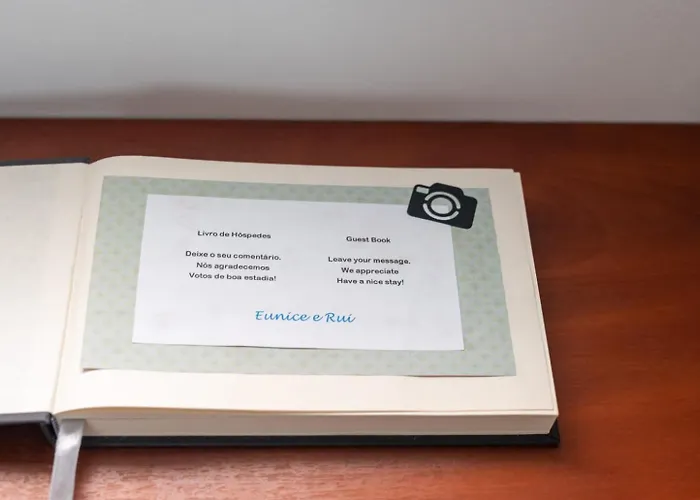 Livro de Hóspedes
Deixe o seu comentário.
Nós agradecemos
Votos de boa estadia!
Guest Book
Leave your message.
We appreciate
Have a nice stay!
Eunice e Rui